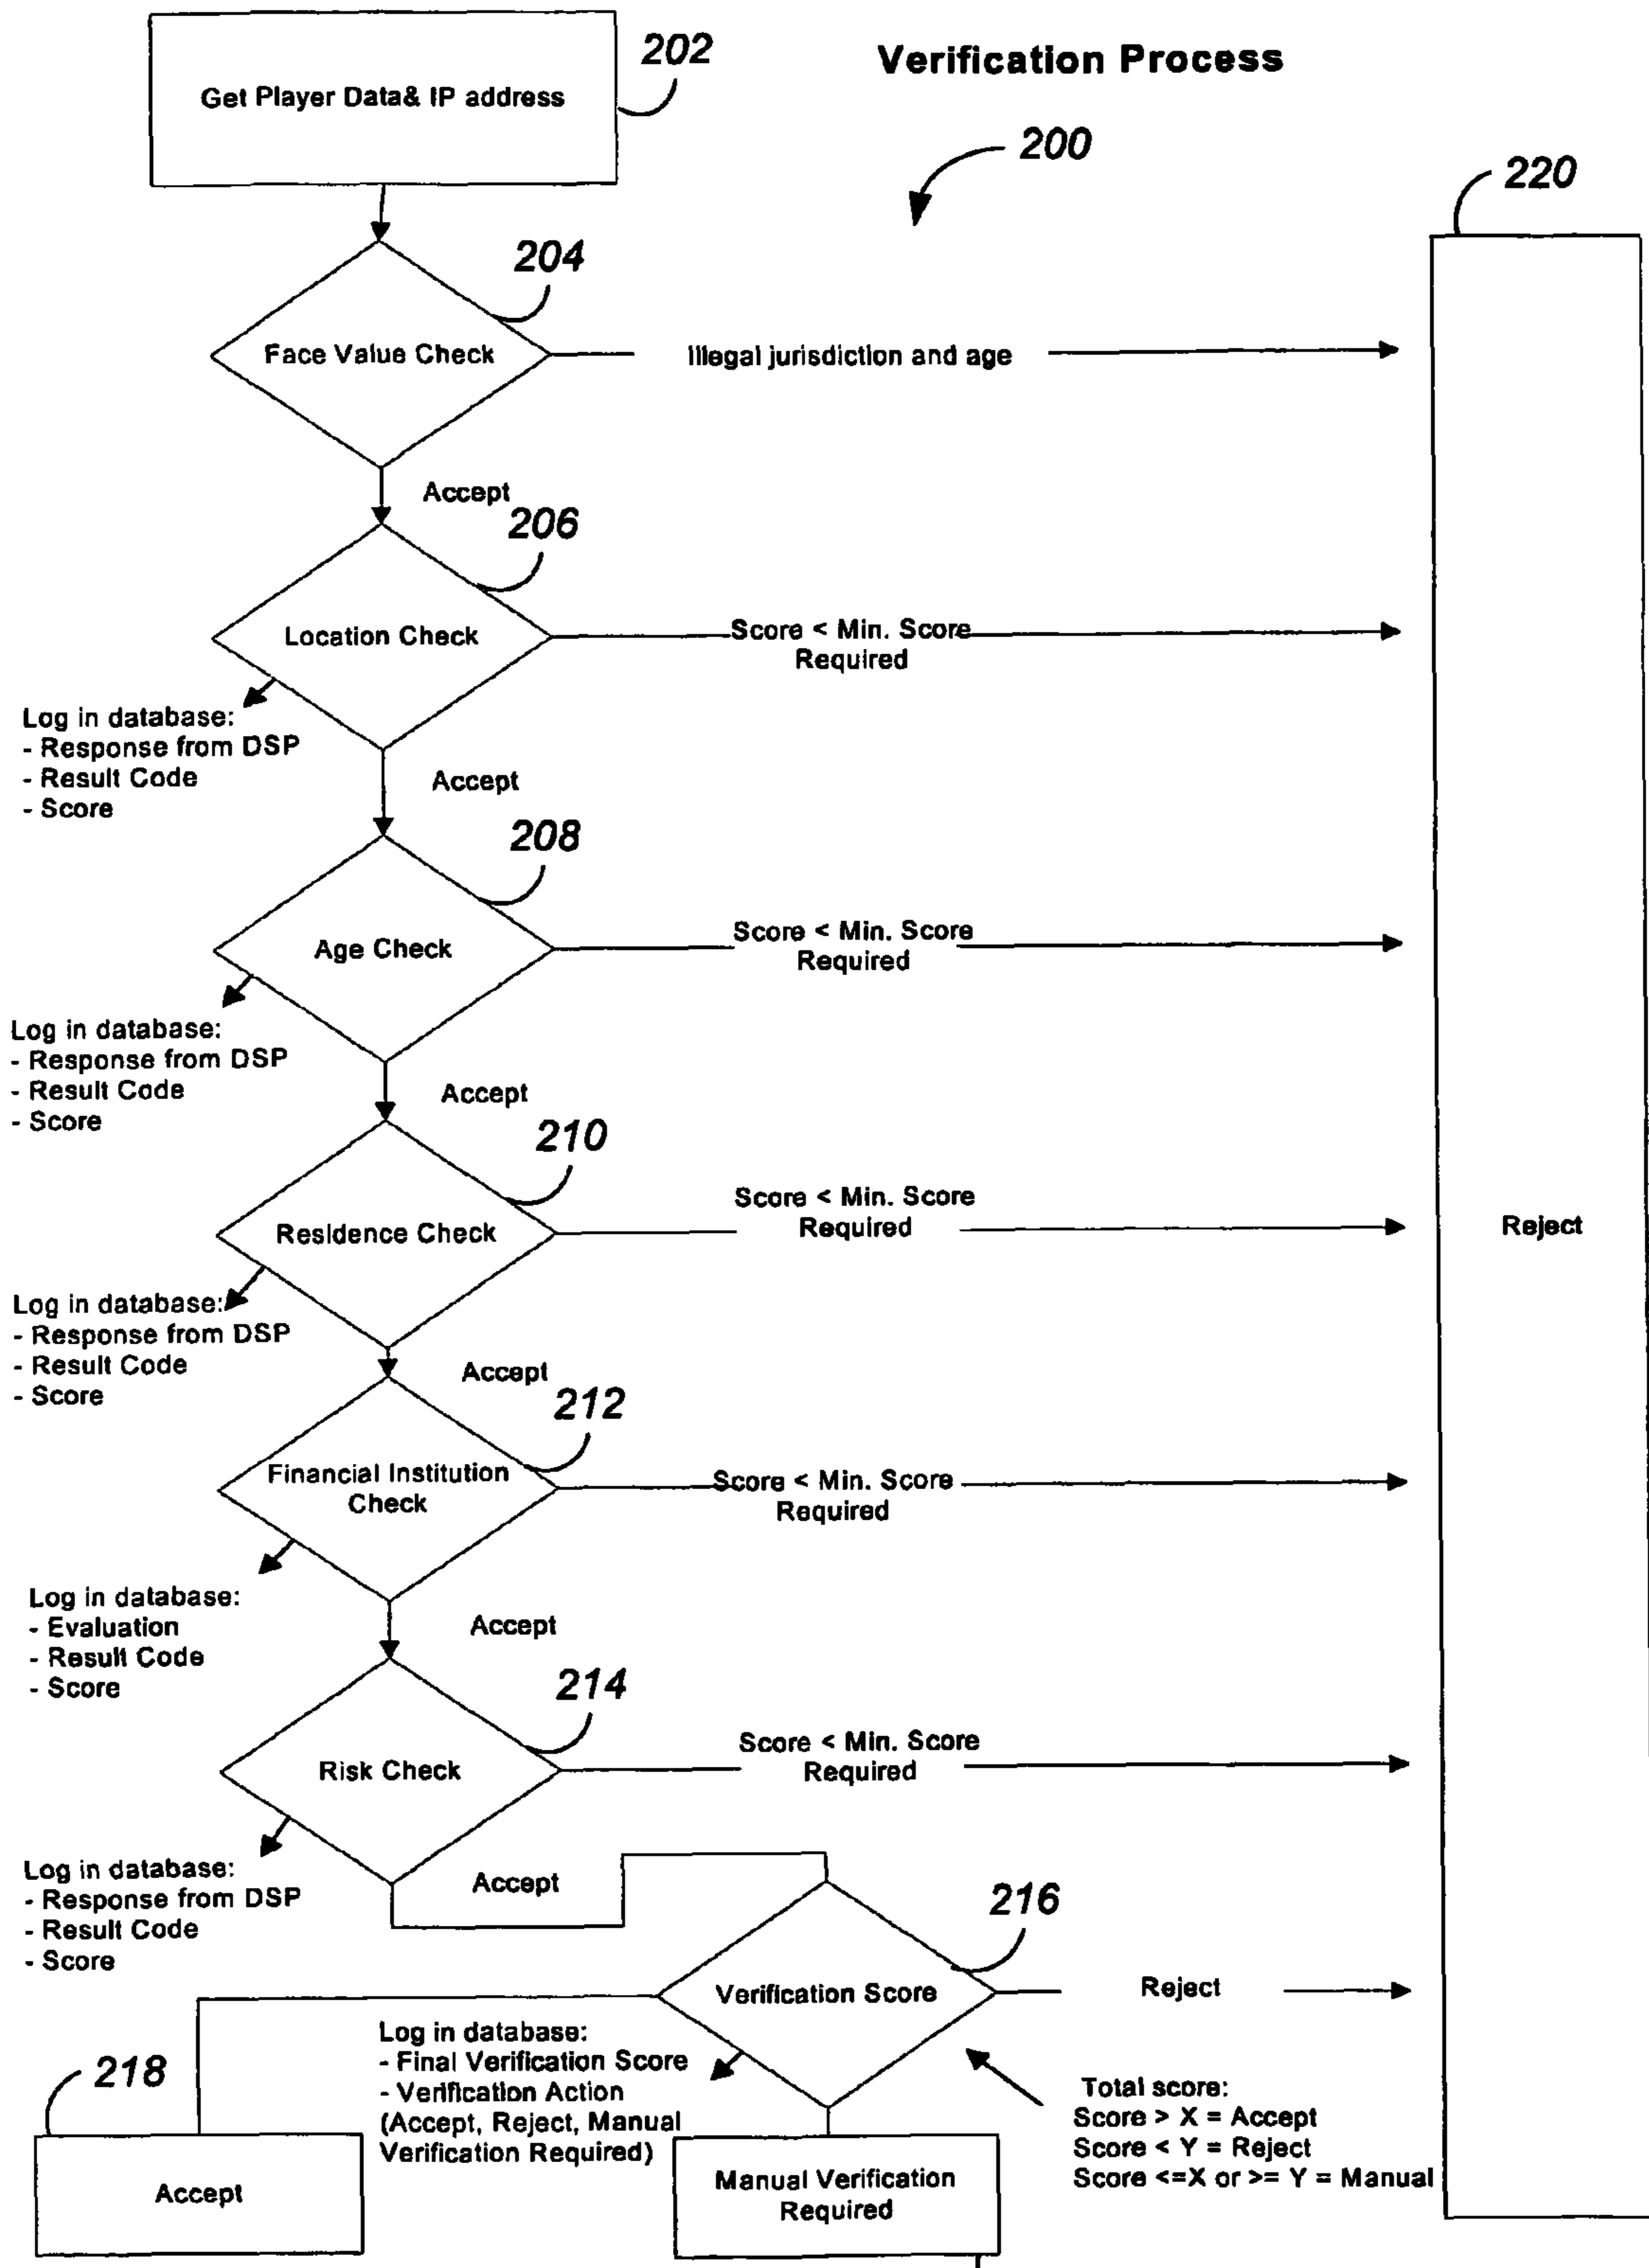 202
Verification Process
Get Player Data& IP address
200
220
204
Face Value Check
Illegal jurisdiction and age
Accept
206
Location Check
Score < Min. Score
Required
Log in database:
- Response from DSP
- Result Code
- Score
Accept
208
Age Check
Score < Min. Score
Required
Log in database:
- Response from DSP
- Result Code
- Score
Accept
210
Residence Check
Score < Min. Score
Required
Reject
Log in database:
- Response from DSP
- Result Code
- Score
Accept
212
Financial Institution
Check
Score < Min. Score
Required
Log in database:
- Evaluation
- Result Code
- Score
Accept
214
Risk Check
Score < Min. Score
Required
Log in database:
- Response from DSP
- Result Code
- Score
Accept
216
Verification Score
Reject
Log in database:
- Final Verification Score
- Verification Action
(Accept, Reject, Manual
Verification Required)
Total score:
Score > X = Accept
Score < Y = Reject
Score <=X or >= Y = Manual
218
Accept
Manual Verification
Required